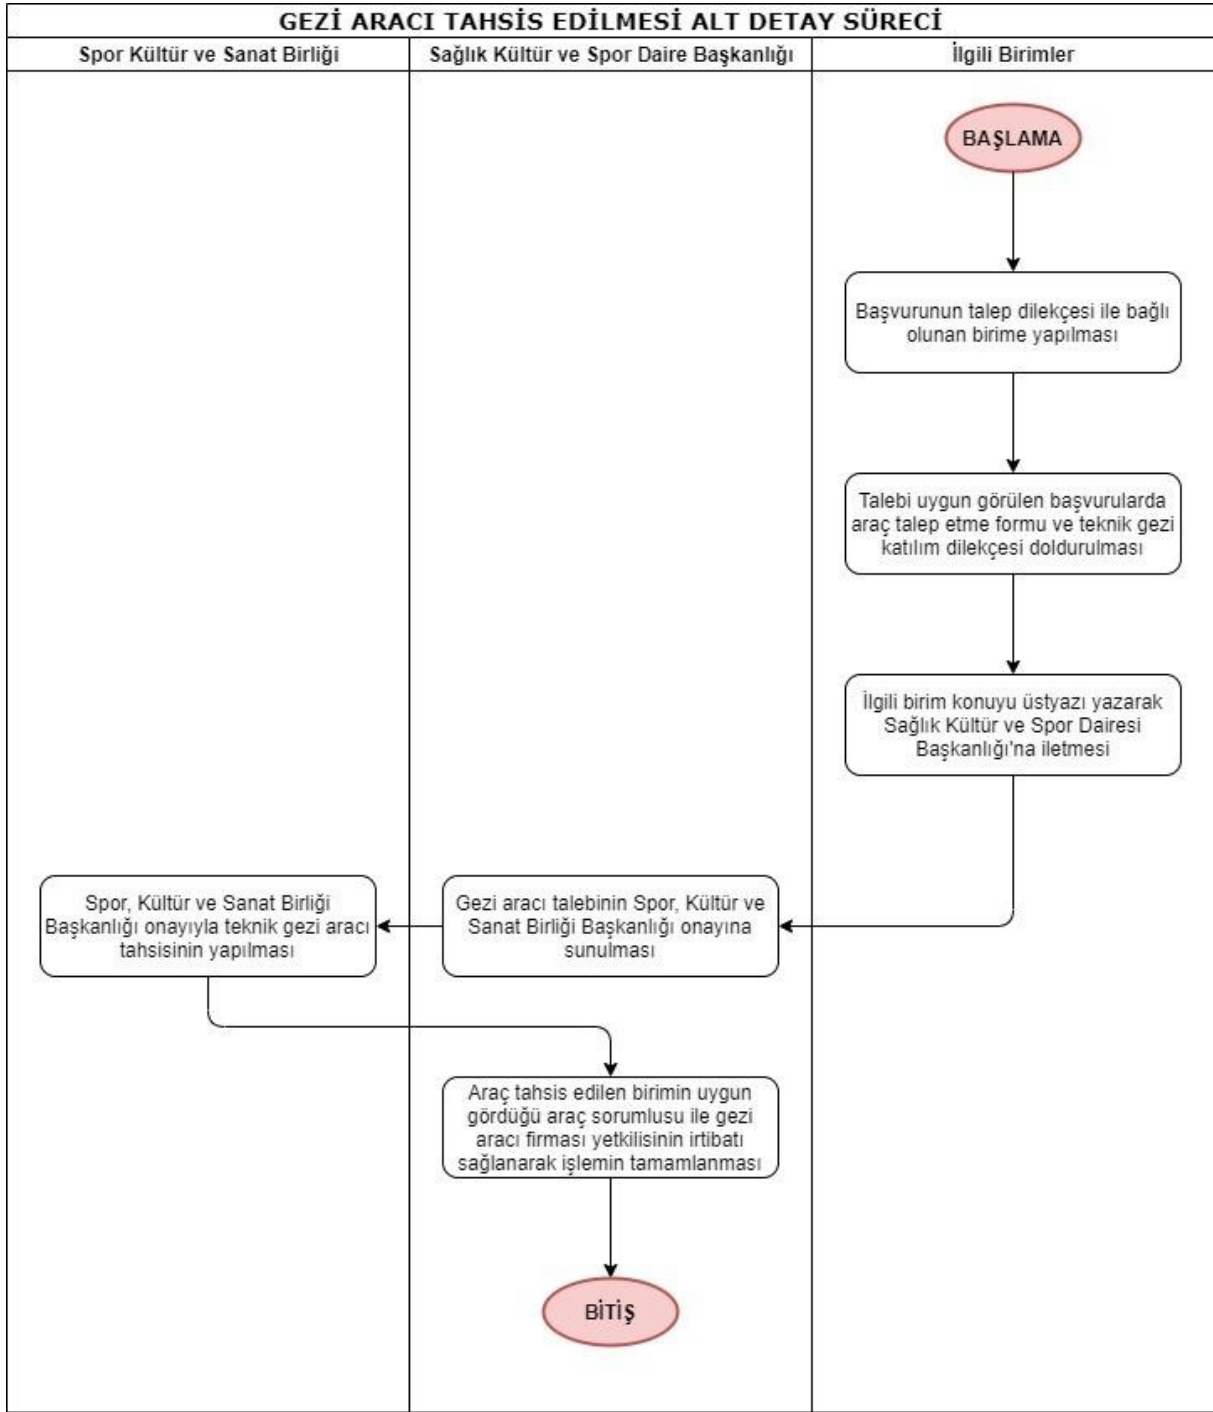 GEZİ ARACI TAHSİS EDİLMESİ ALT DETAY SÜRECİ
Spor Kültür ve Sanat Birliği
Sağlık Kültür ve Spor Daire Başkanlığı
İlgili Birimler
BAŞLAMA
Başvurunun talep dilekçesi ile bağlı
olunan birime yapılması
Talebi uygun görülen başvurularda
araç talep etme formu ve teknik gezi
katılım dilekçesi doldurulması
İlgili birim konuyu üstyazı yazarak
Sağlık Kültür ve Spor Dairesi
Başkanlığı'na iletmesi
Gezi aracı talebinin Spor, Kültür ve
Sanat Birliği Başkanlığı onayına
sunulması
Spor, Kültür ve Sanat Birliği
Başkanlığı onayıyla teknik gezi aracı
tahsisinin yapılması
Araç tahsis edilen birimin uygun
gördüğü araç sorumlusu ile gezi
aracı firması yetkilisinin irtibatı
sağlanarak işlemin tamamlanması
BİTİŞ